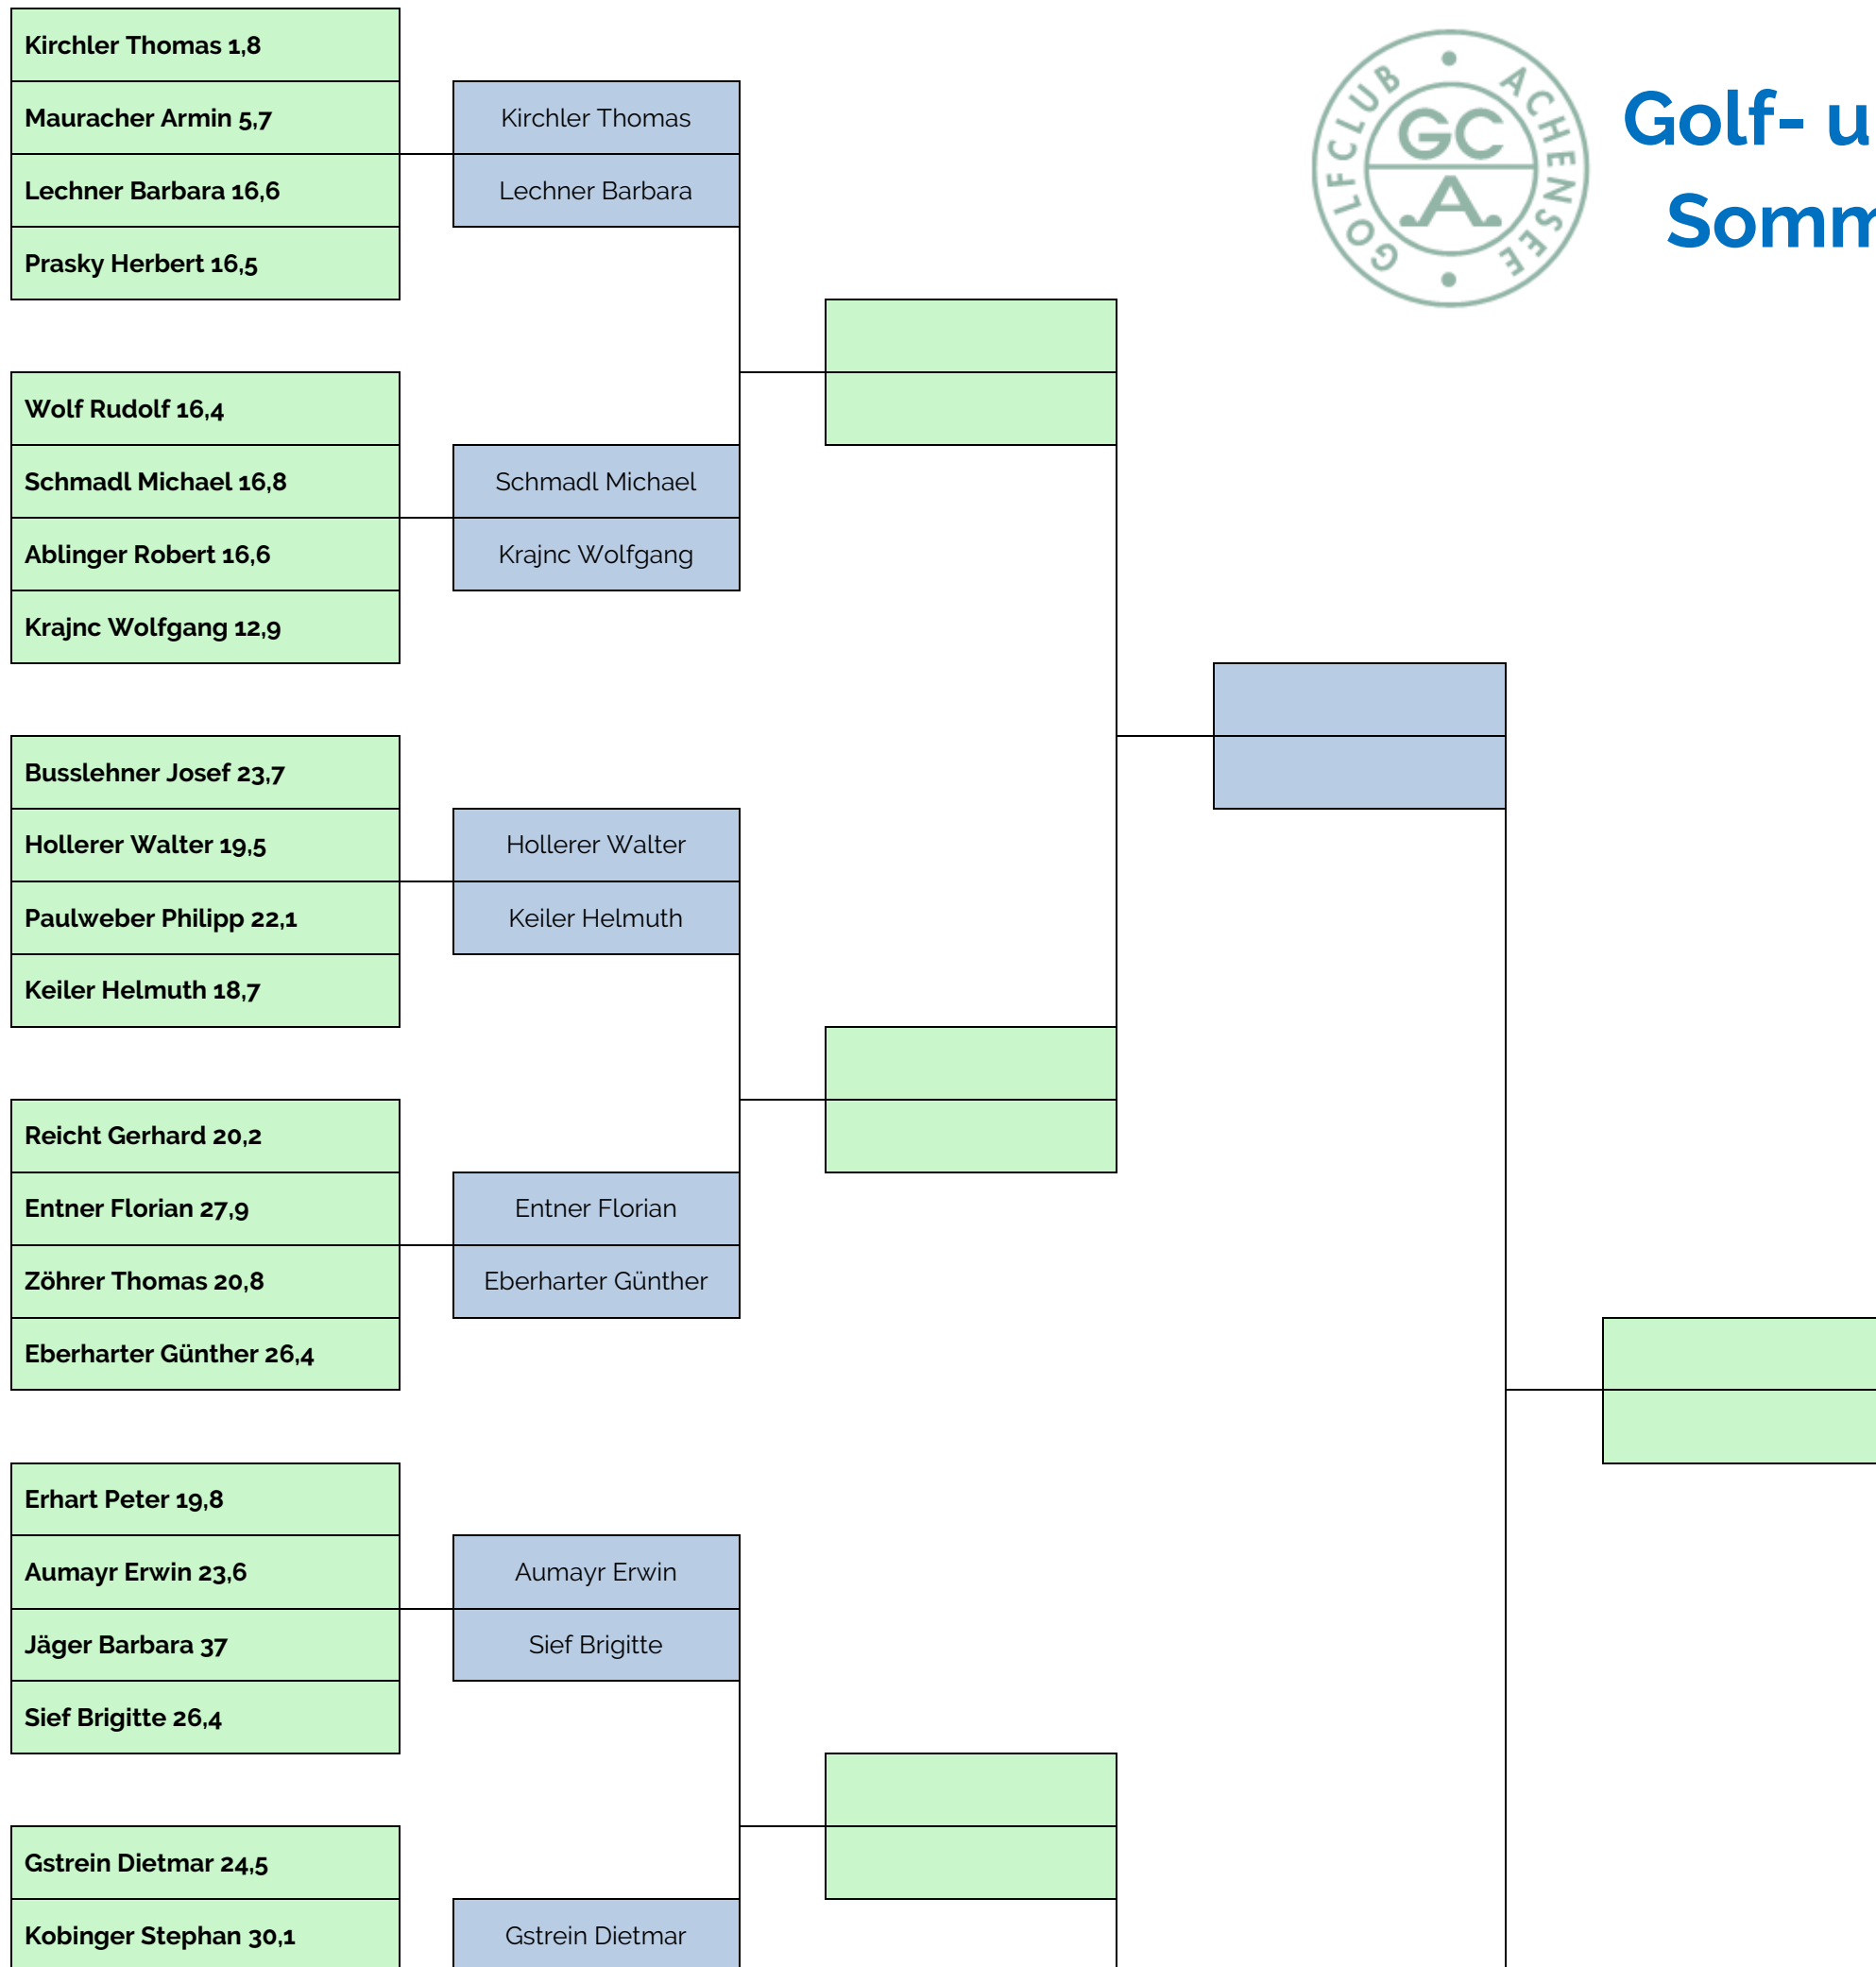 Kirchler Thomas 1,8
Mauracher Armin 5,7
Lechner Barbara 16,6
Prasky Herbert 16,5
Kirchler Thomas
Lechner Barbara
GOLFCLUB ACHENSEE
GC
A
Golf- u
Somm
Wolf Rudolf 16,4
Schmadl Michael 16,8
Ablinger Robert 16,6
Krajnc Wolfgang 12,9
Schmadl Michael
Krajnc Wolfgang
Busslehner Josef 23,7
Hollerer Walter 19,5
Paulweber Philipp 22,1
Keiler Helmuth 18,7
Hollerer Walter
Keiler Helmuth
Reicht Gerhard 20,2
Entner Florian 27,9
Zöhrer Thomas 20,8
Eberharter Günther 26,4
Entner Florian
Eberharter Günther
Erhart Peter 19,8
Aumayr Erwin 23,6
Jäger Barbara 37
Sief Brigitte 26,4
Aumayr Erwin
Sief Brigitte
Gstrein Dietmar 24,5
Kobinger Stephan 30,1
Gstrein Dietmar